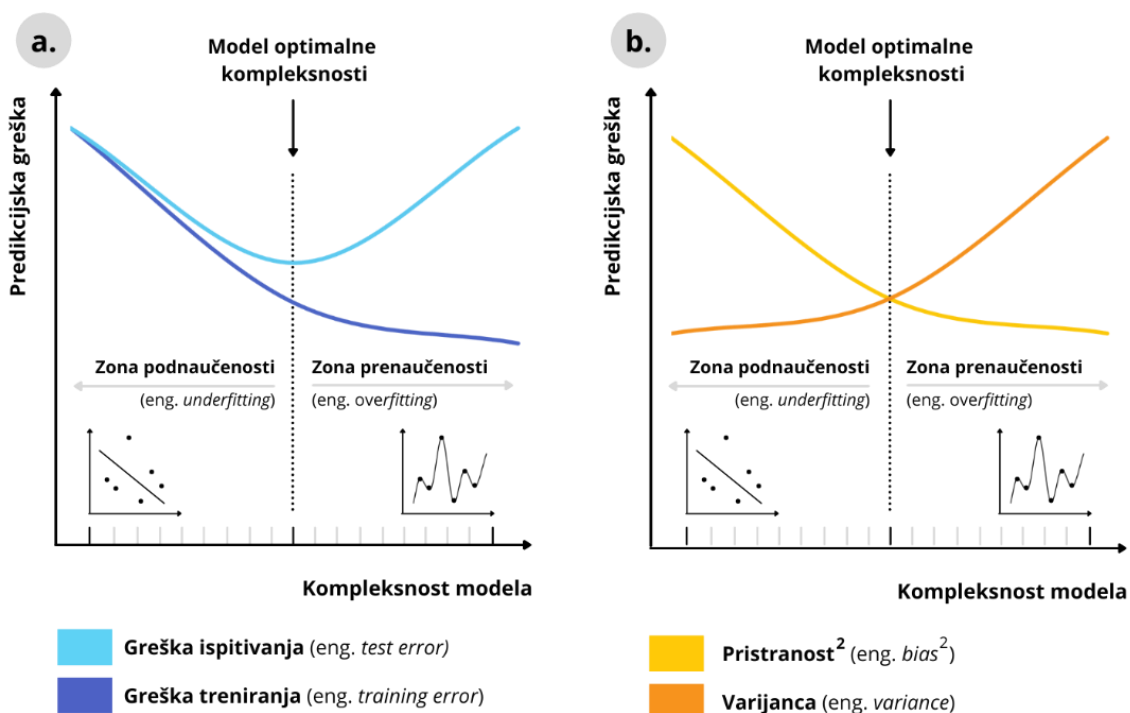 a.
Model optimalne
kompleksnosti
Predikcijska greška
Zona podnaučenosti
(eng. underfitting)
Zona prenaučenosti
(eng. overfitting)
Kompleksnost modela
Greška ispitivanja (eng. test error)
Greška treniranja (eng. training error)
b.
Model optimalne
kompleksnosti
Predikcijska greška
Zona podnaučenosti
(eng. underfitting)
Zona prenaučenosti
(eng. overfitting)
Kompleksnost modela
Pristranost² (eng. bias²)
Varijanca (eng. variance)